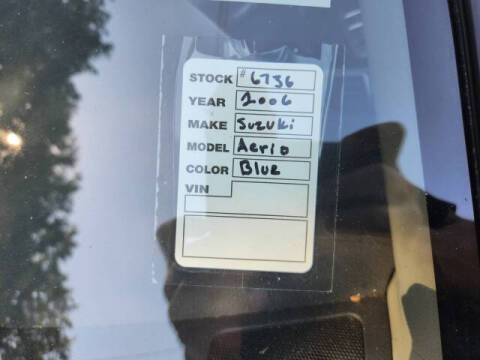 STOCK # 6736
YEAR 2006
MAKE Suzuki
MODEL Aerio
COLOR Blue
VIN